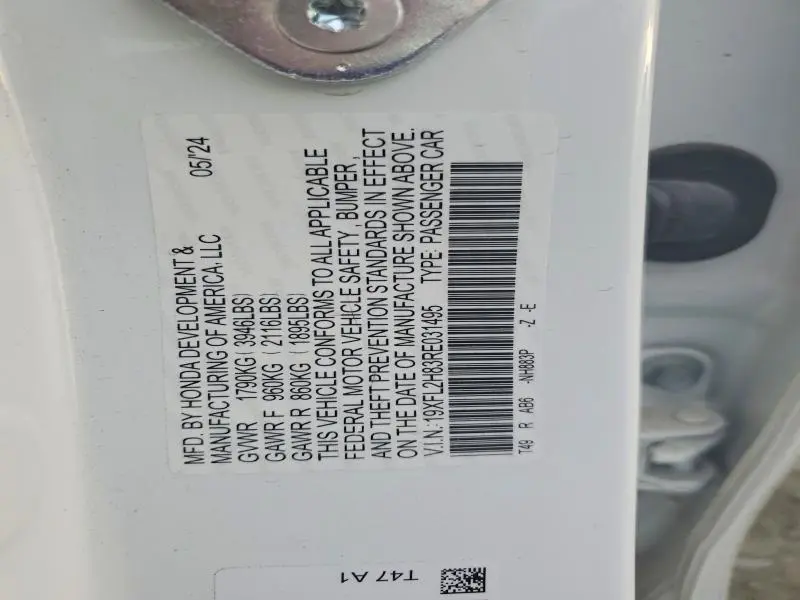 MFD. BY HONDA DEVELOPMENT &
MANUFACTURING OF AMERICA, LLC 05/'24
GVWR 1790KG (3946LBS)
GAWR F 960KG (2116LBS)
GAWR R 860KG (1895LBS)
THIS VEHICLE CONFORMS TO ALL APPLICABLE
FEDERAL MOTOR VEHICLE SAFETY, BUMPER,
AND THEFT PREVENTION STANDARDS IN EFFECT
ON THE DATE OF MANUFACTURE SHOWN ABOVE.
V.I.N.: 19XFL2H83RE031495 TYPE: PASSENGER CAR
T49 R AB6 -NH883P -Z -E
T47 A1